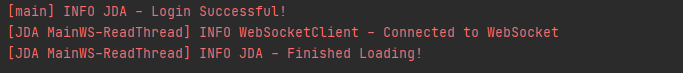 [main] INFO JDA - Login Successful!
[JDA MainWS-ReadThread] INFO WebSocketClient - Connected to WebSocket
[JDA MainWS-ReadThread] INFO JDA - Finished Loading!